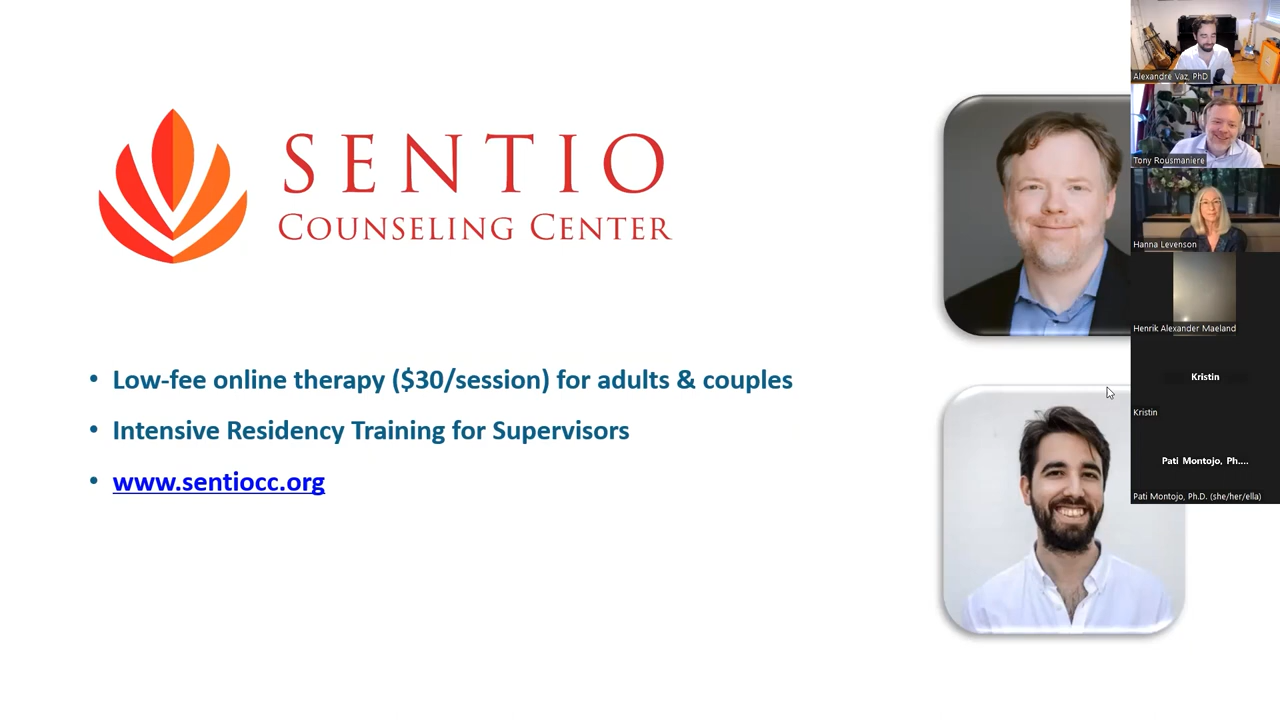 SENTIO
COUNSELING CENTER
• Low-fee online therapy ($30/session) for adults & couples
• Intensive Residency Training for Supervisors
• www.sentiocc.org
Alexandre Vaz, PhD
Tony Rousmaniere
Hanna Levenson
Henrik Alexander Maeland
Kristin
Kristin
Pati Montojo, Ph....
Pati Montojo, Ph.D. (she/her/ella)